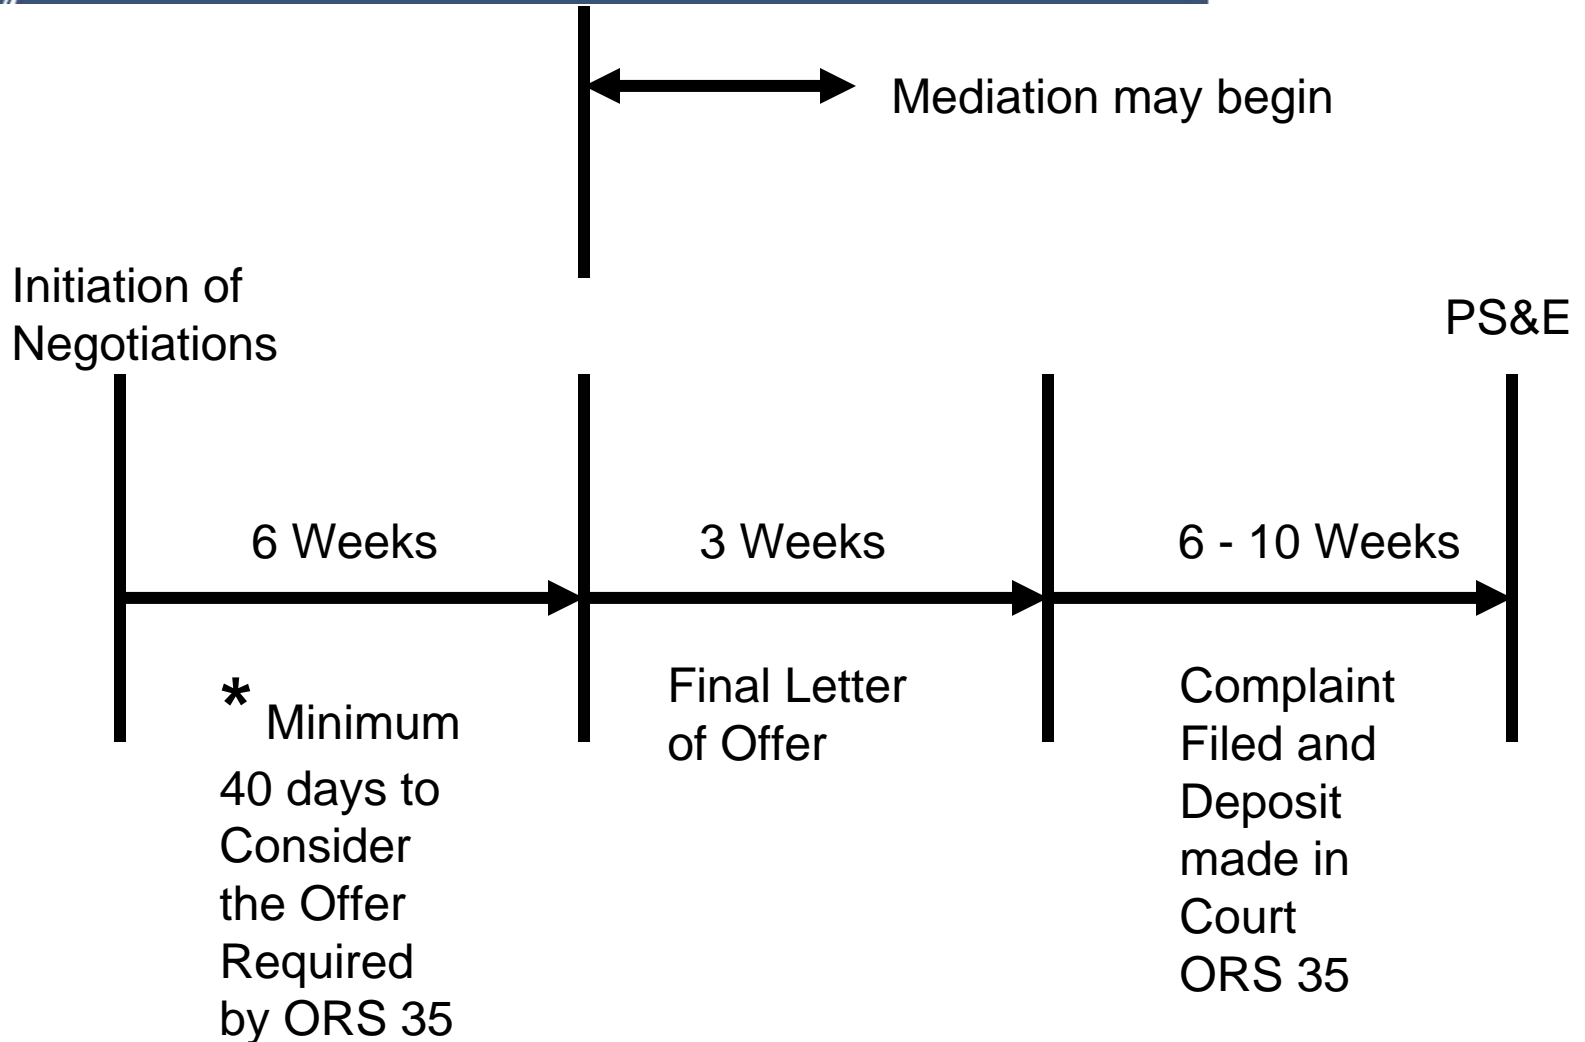 Mediation may begin
Initiation of
Negotiations
PS&E
6 Weeks
3 Weeks
6 - 10 Weeks
* Minimum
40 days to
Consider
the Offer
Required
by ORS 35
Final Letter
of Offer
Complaint
Filed and
Deposit
made in
Court
ORS 35